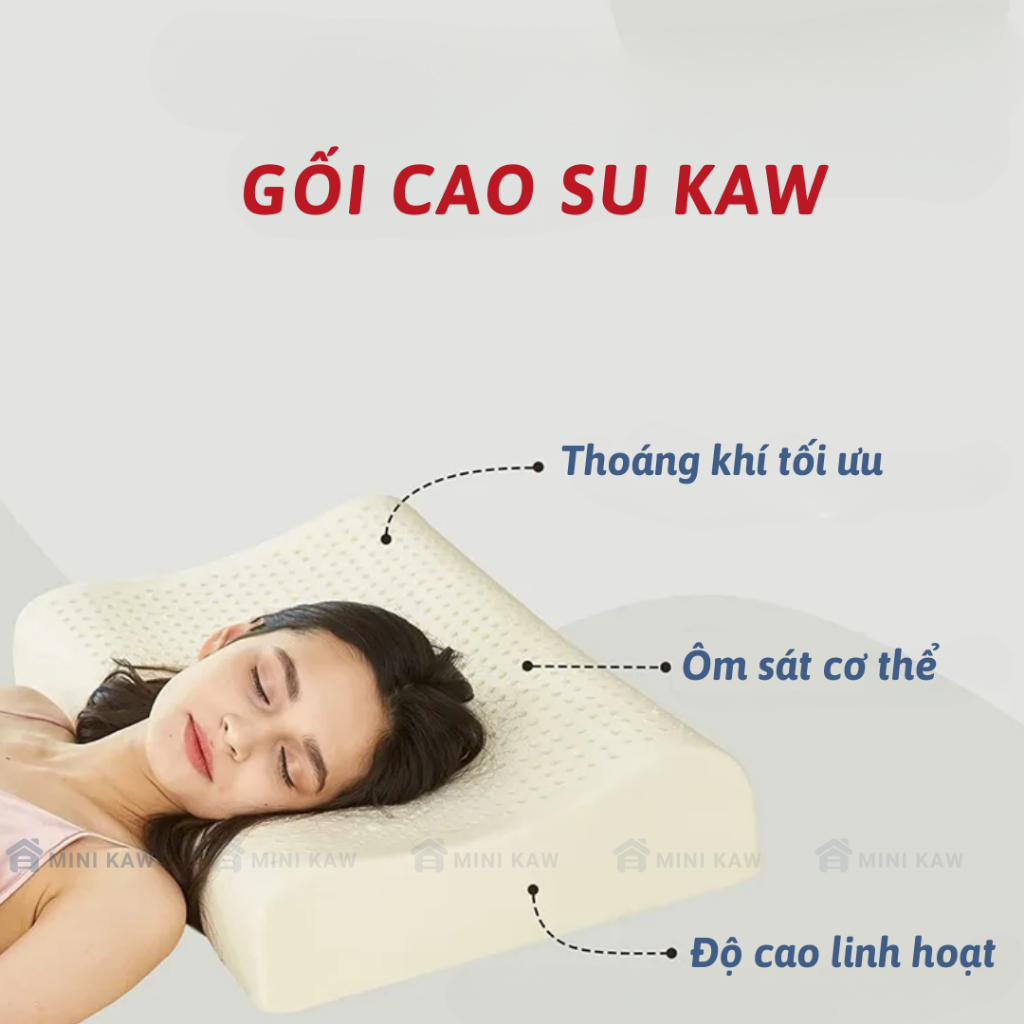 GỐI CAO SU KAW
Thoáng khí tối ưu
Ôm sát cơ thể
MINI KAW MINI KAW MINI KAW MINI KAW MINI KAW
Độ cao linh hoạt